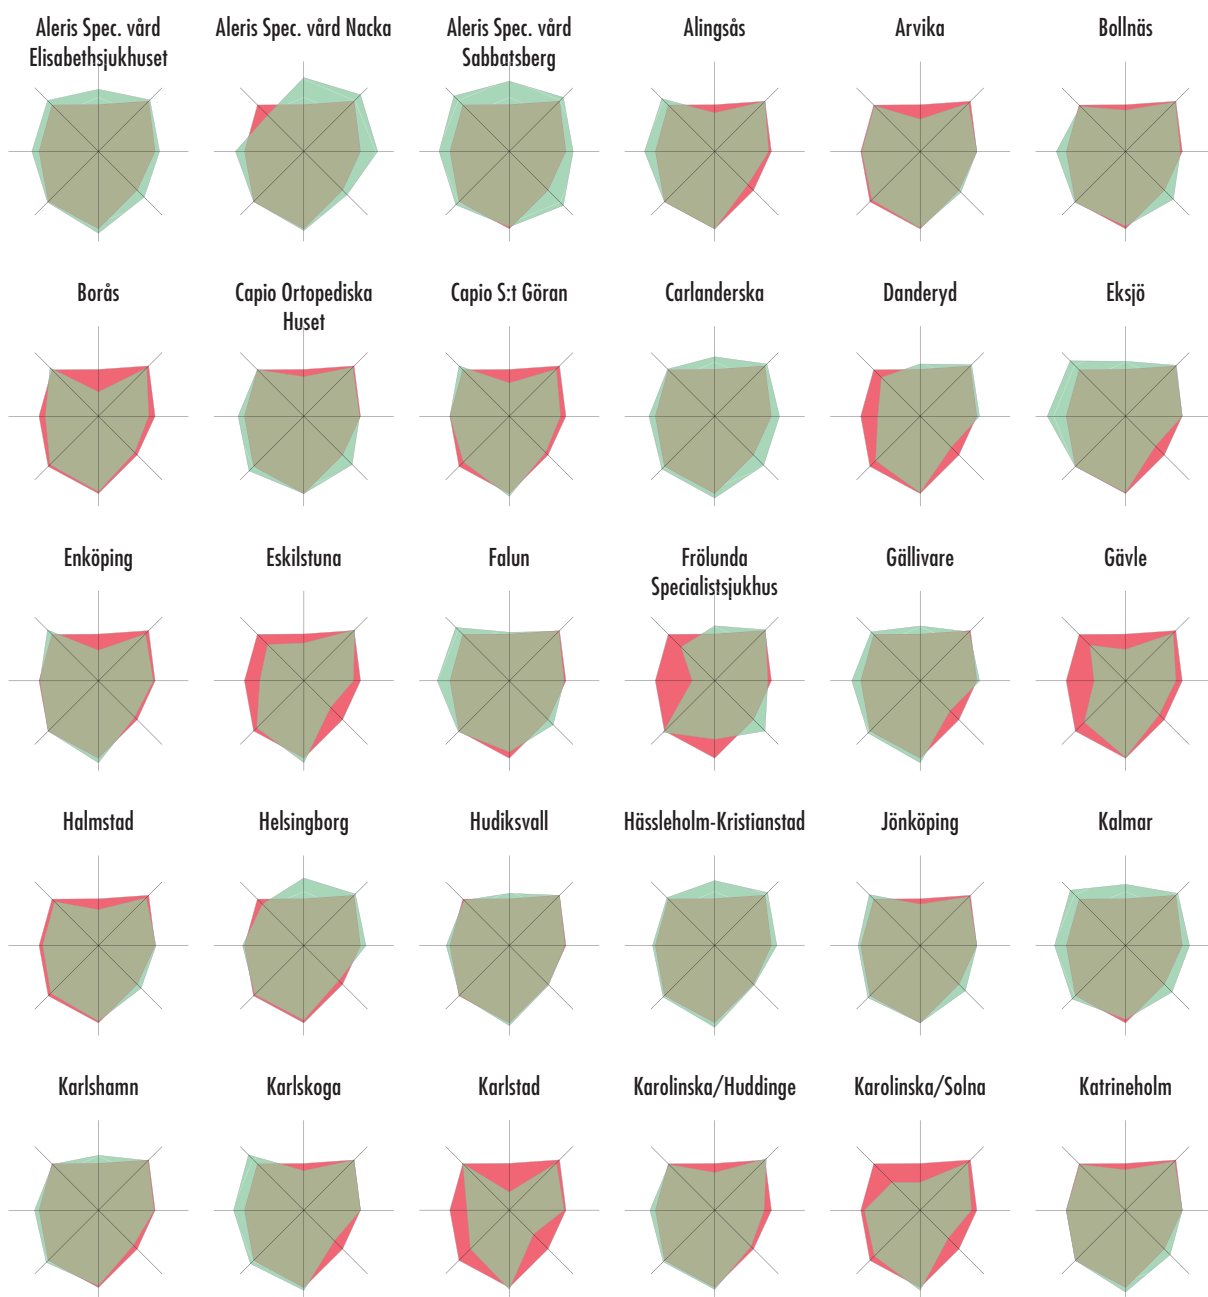 Aleris Spec. vård
Elisabethsjukhuset
Aleris Spec. vård Nacka
Aleris Spec. vård
Sabbatsberg
Alingsås
Arvika
Bollnäs
Borås
Capio Ortopediska
Huset
Capio S:t Göran
Carlanderska
Danderyd
Eksjö
Enköping
Eskilstuna
Falun
Frölunda
Specialistsjukhus
Gällivare
Gävle
Halmstad
Helsingborg
Hudiksvall
Hässleholm-Kristianstad
Jönköping
Kalmar
Karlshamn
Karlskoga
Karlstad
Karolinska/Huddinge
Karolinska/Solna
Katrineholm